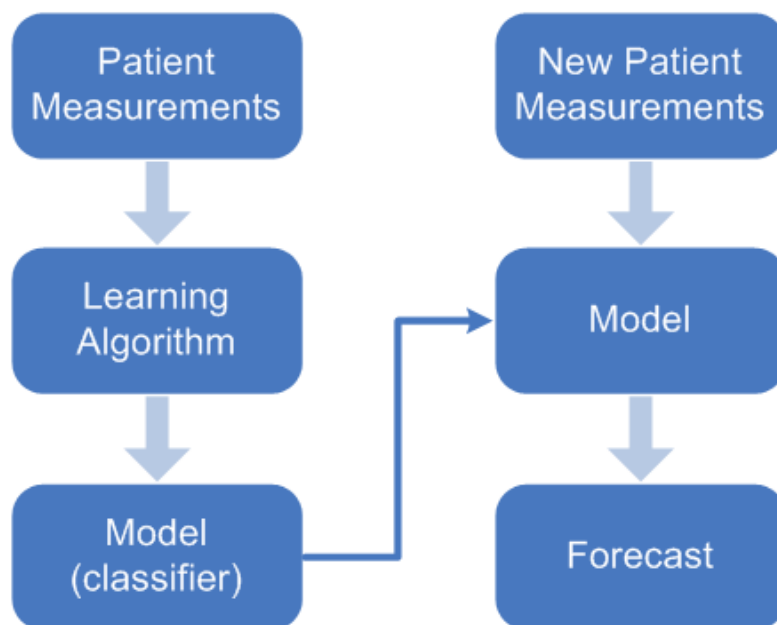 Patient
Measurements
Learning
Algorithm
Model
(classifier)
New Patient
Measurements
Model
Forecast